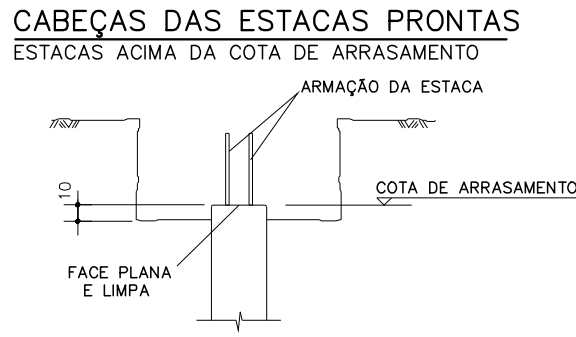 CABEÇAS DAS ESTACAS PRONTAS
ESTACAS ACIMA DA COTA DE ARRASAMENTO
ARMAÇÃO DA ESTACA
10
COTA DE ARRASAMENTO
FACE PLANA
E LIMPA